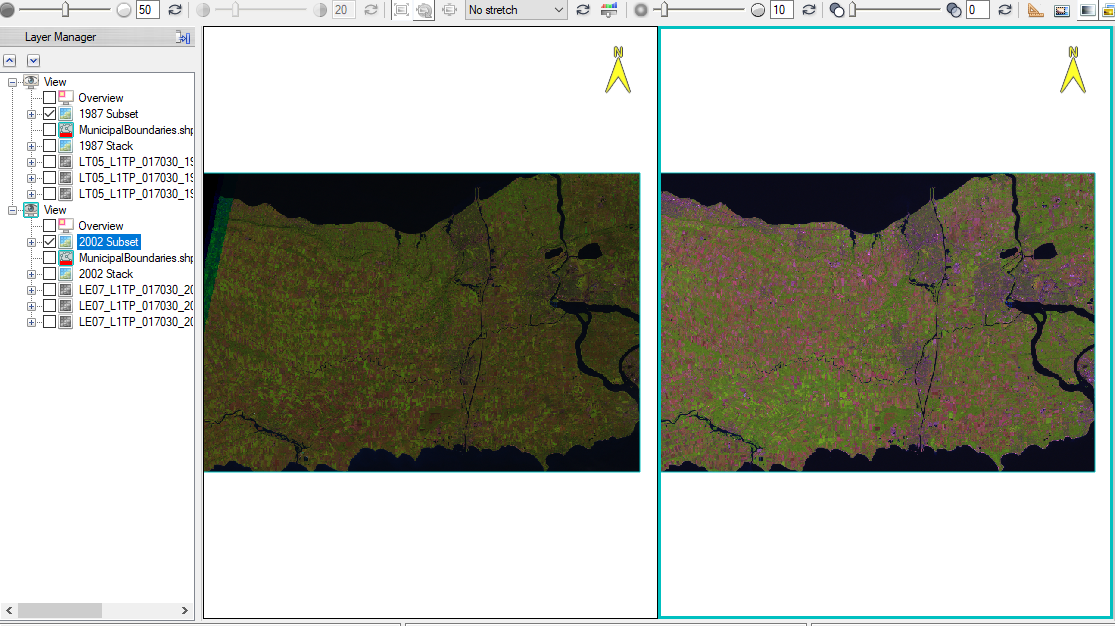 50
20
No stretch
10
0
Layer Manager
View
Overview
1987 Subset
MunicipalBoundaries.shp
1987 Stack
LT05_L1TP_017030_19
LT05_L1TP_017030_19
LT05_L1TP_017030_19
View
Overview
2002 Subset
MunicipalBoundaries.shp
2002 Stack
LE07_L1TP_017030_20
LE07_L1TP_017030_20
LE07_L1TP_017030_20
N
N